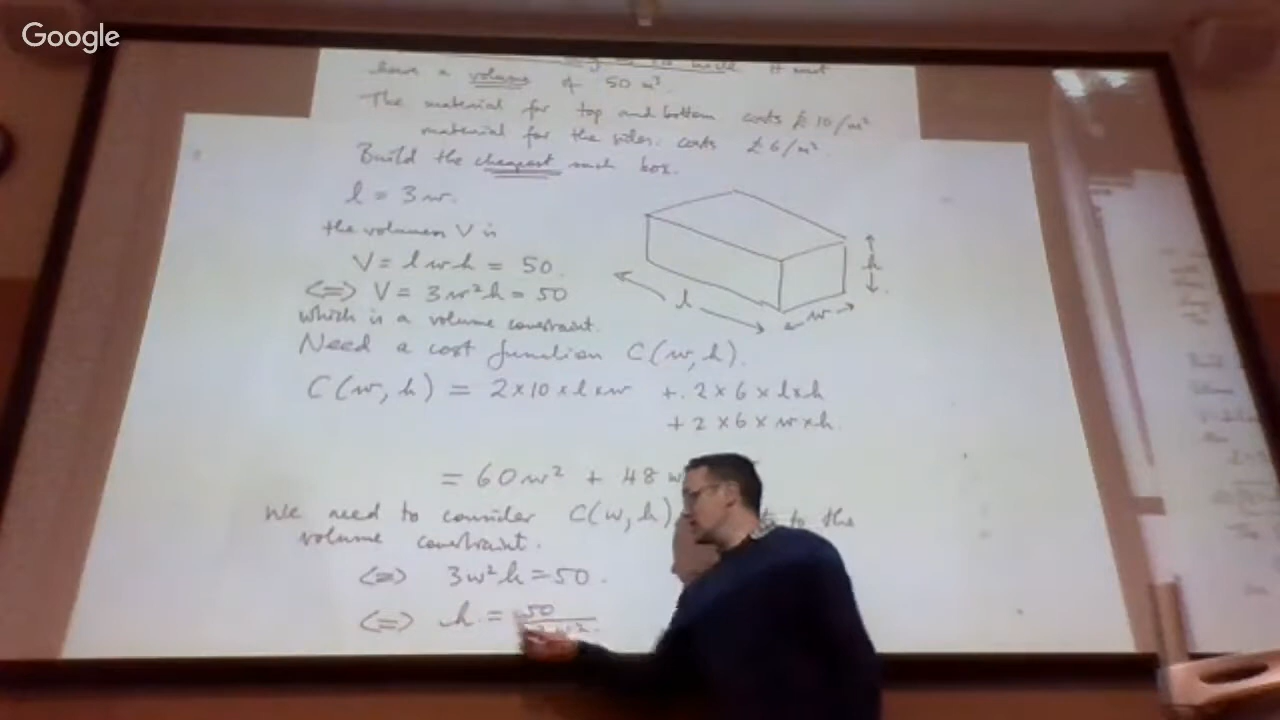 Google
have a volume of 50 m³.
The material for top and bottom costs £10/m²
material for the sides costs £6/m².
Build the cheapest such box.
l = 3w.
the volume V is
V = lwh = 50.
<=> V = 3w²h = 50
which is a volume constraint.
Need a cost function C(w, h).
C(w, h) = 2×10×l×w + 2×6×l×h
+ 2×6×w×h.
= 60w² + 48w
We need to consider C(w, h) to the
volume constraint.
<=> 3w²h = 50.
<=> h = 50
l
w
h